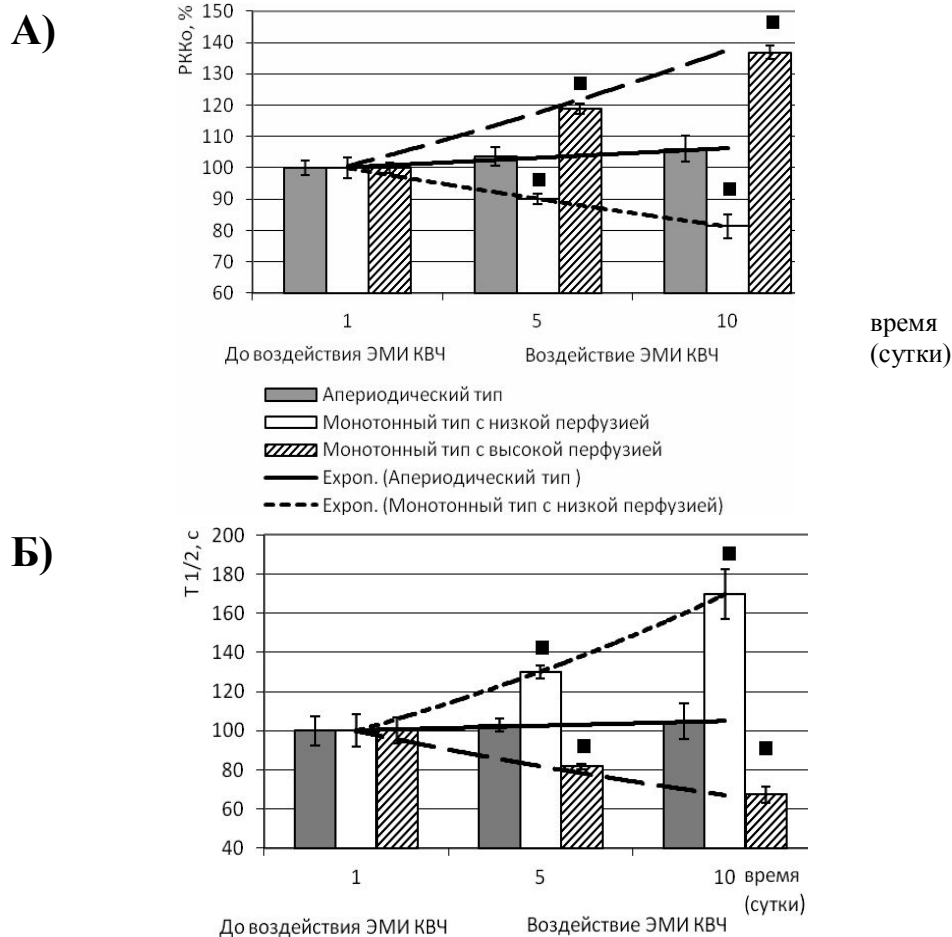 А)
РККо, %
150
140
130
120
110
100
90
80
70
60
1 5 10
время
(сутки)
До воздействия ЭМИ КВЧ Воздействие ЭМИ КВЧ
Апериодический тип
Монотонный тип с низкой перфузией
Монотонный тип с высокой перфузией
Expon. (Апериодический тип )
Expon. (Монотонный тип с низкой перфузией)
Б)
Т 1/2, с
200
180
160
140
120
100
80
60
40
1 5 10 время
(сутки)
До воздействия ЭМИ КВЧ Воздействие ЭМИ КВЧ